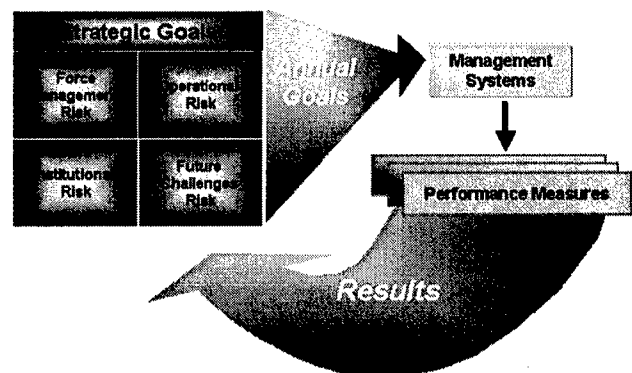 Strategic Goals
Force
Management
Risk
Operational
Risk
Institutional
Risk
Future
Challenges
Risk
Annual
Goals
Management
Systems
Performance Measures
Results